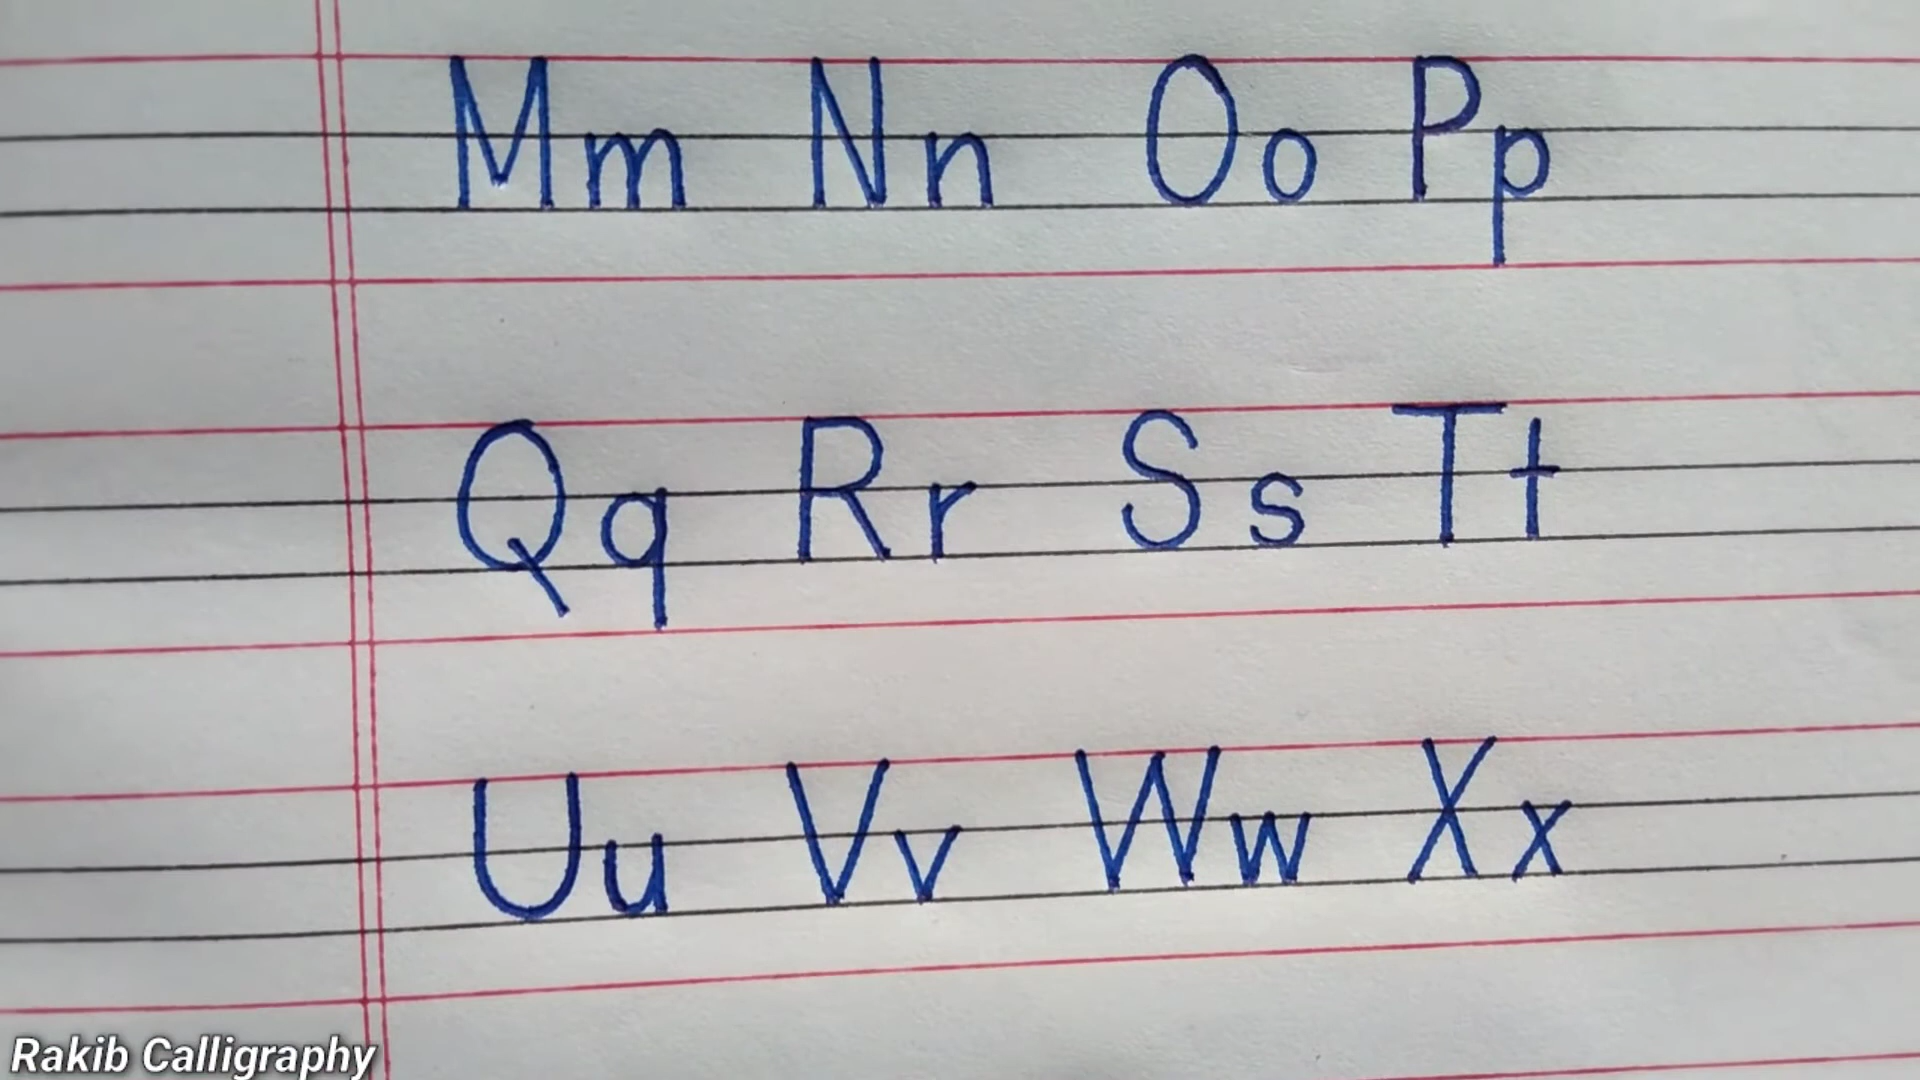 Mm Nn Oo Pp
Qq Rr Ss Tt
Uu Vv Ww Xx
Rakib Calligraphy